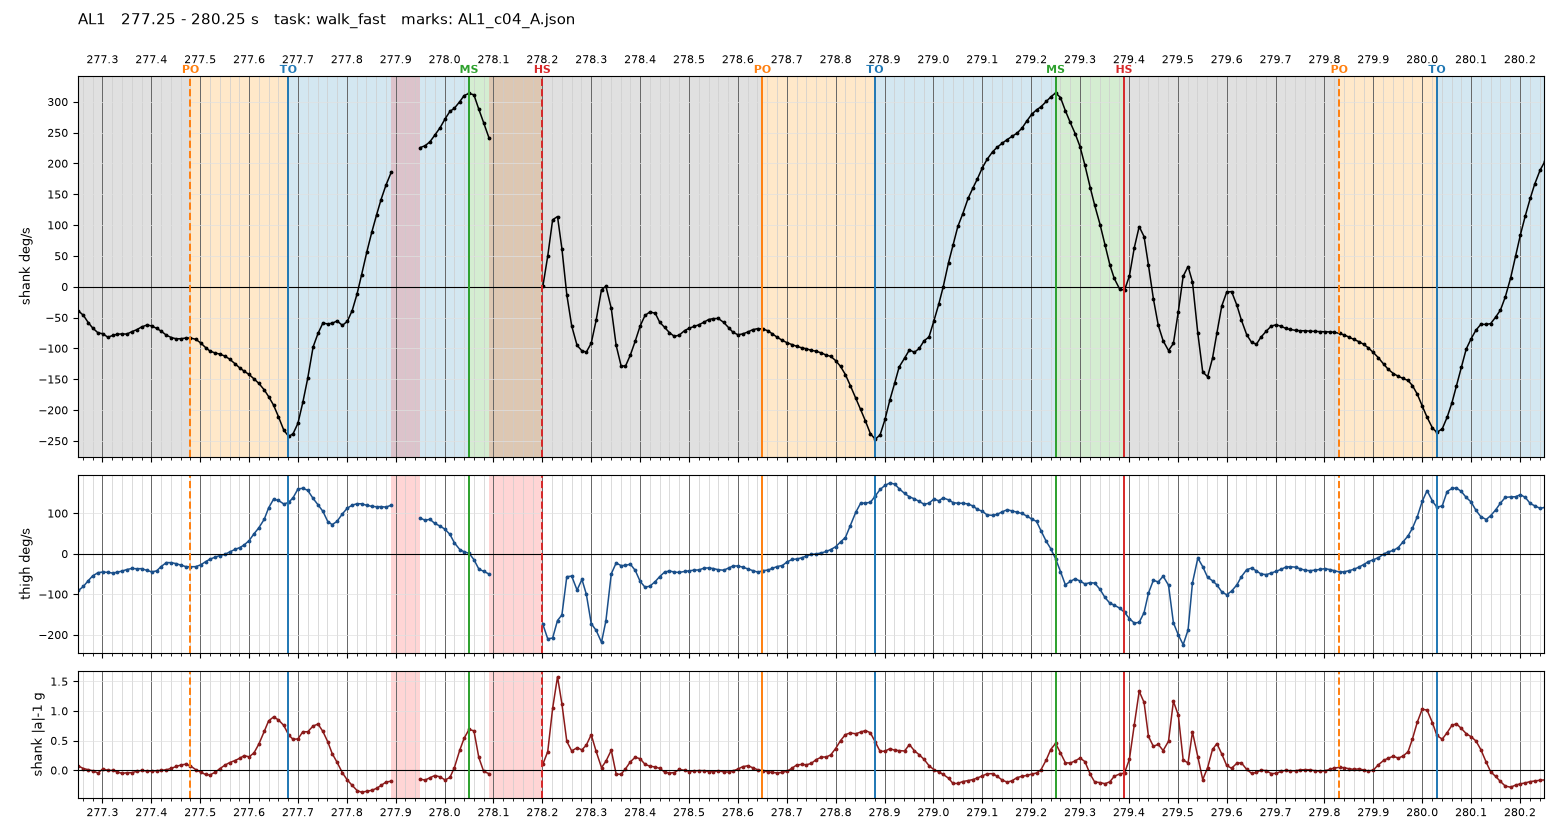 AL1   277.25 - 280.25 s   task: walk_fast   marks: AL1_c04_A.json
277.3 277.4 277.5 277.6 277.7 277.8 277.9 278.0 278.1 278.2 278.3 278.4 278.5 278.6 278.7 278.8 278.9 279.0 279.1 279.2 279.3 279.4 279.5 279.6 279.7 279.8 279.9 280.0 280.1 280.2
PO TO MS HS PO TO MS HS PO TO
300
250
200
150
100
50
0
−50
−100
−150
−200
−250
shank deg/s
100
0
−100
−200
thigh deg/s
1.5
1.0
0.5
0.0
shank |a|-1 g
277.3 277.4 277.5 277.6 277.7 277.8 277.9 278.0 278.1 278.2 278.3 278.4 278.5 278.6 278.7 278.8 278.9 279.0 279.1 279.2 279.3 279.4 279.5 279.6 279.7 279.8 279.9 280.0 280.1 280.2